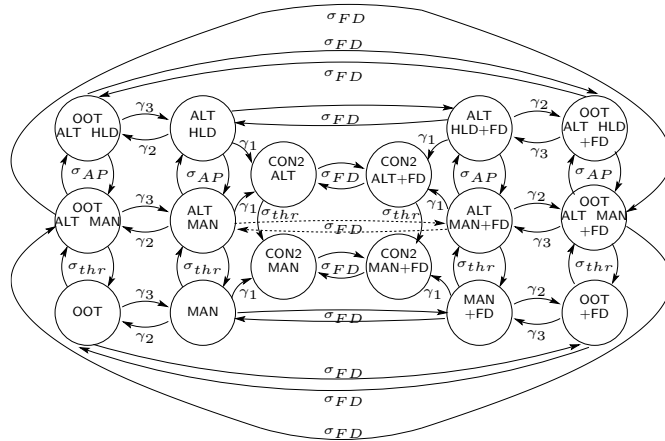 σFD
σFD
σFD
OOT
ALT HLD
γ3
γ2
ALT
HLD
σFD
ALT
HLD+FD
γ2
γ3
OOT
ALT HLD
+FD
γ1
γ1
σAP
σAP
CON2
ALT
σFD
CON2
ALT+FD
σAP
σAP
OOT
ALT MAN
γ3
γ2
ALT
MAN
γ1
σthr
σFD
σthr
γ1
ALT
MAN+FD
γ2
γ3
OOT
ALT MAN
+FD
σthr
σthr
CON2
MAN
σFD
CON2
MAN+FD
σthr
σthr
γ1
γ1
OOT
γ3
γ2
MAN
σFD
MAN
+FD
γ2
γ3
OOT
+FD
σFD
σFD
σFD